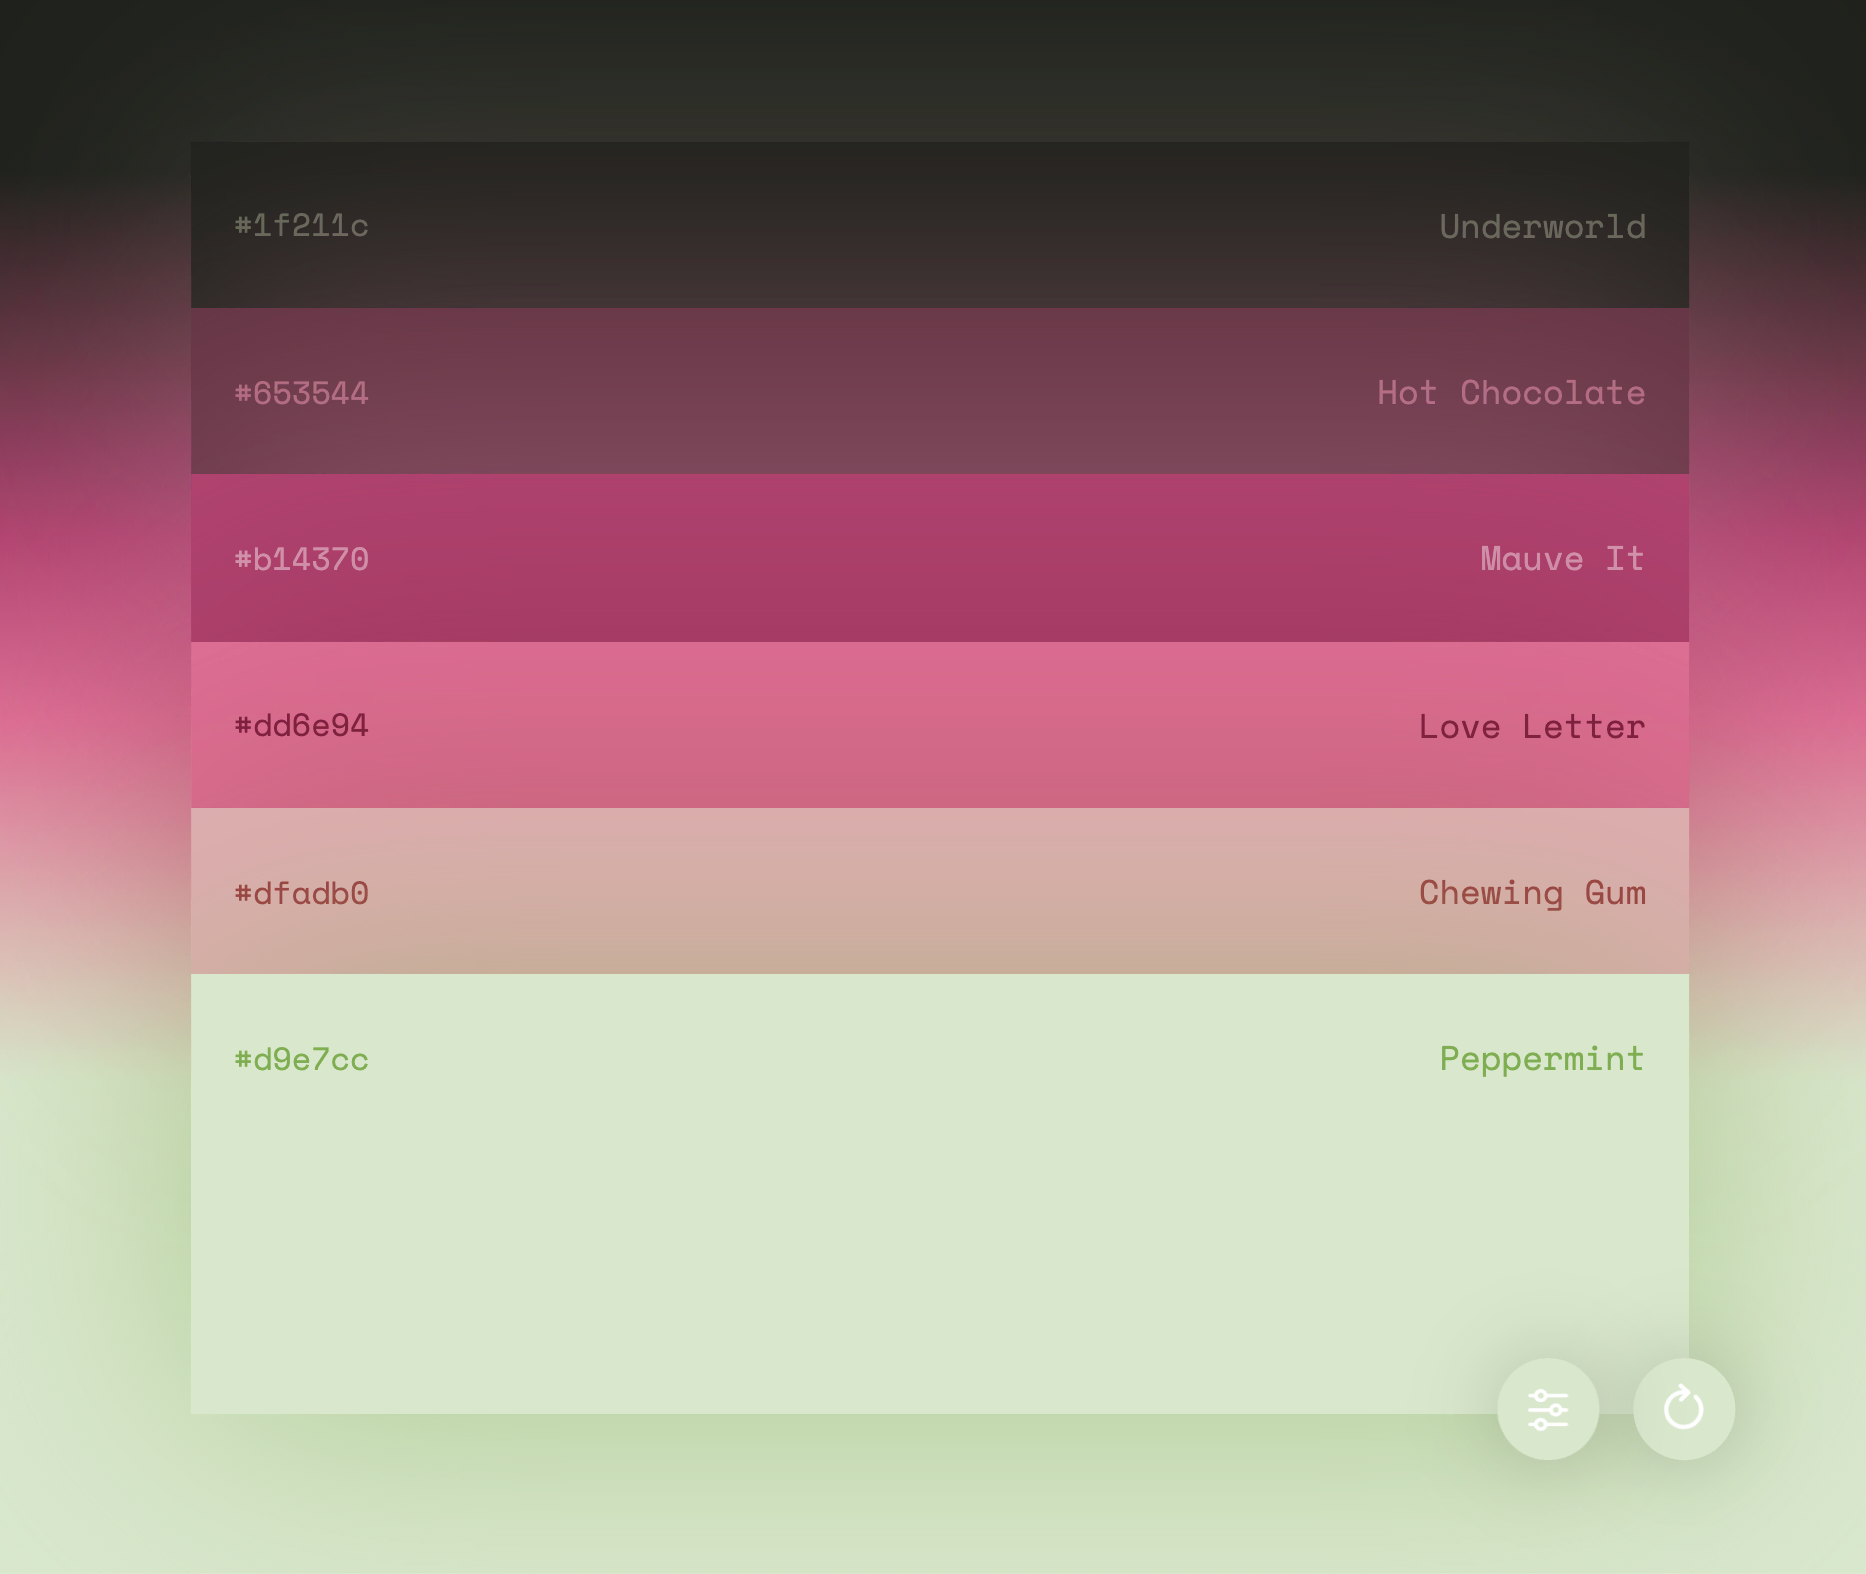 #1f211c Underworld
#653544 Hot Chocolate
#b14370 Mauve It
#dd6e94 Love Letter
#dfadb0 Chewing Gum
#d9e7cc Peppermint